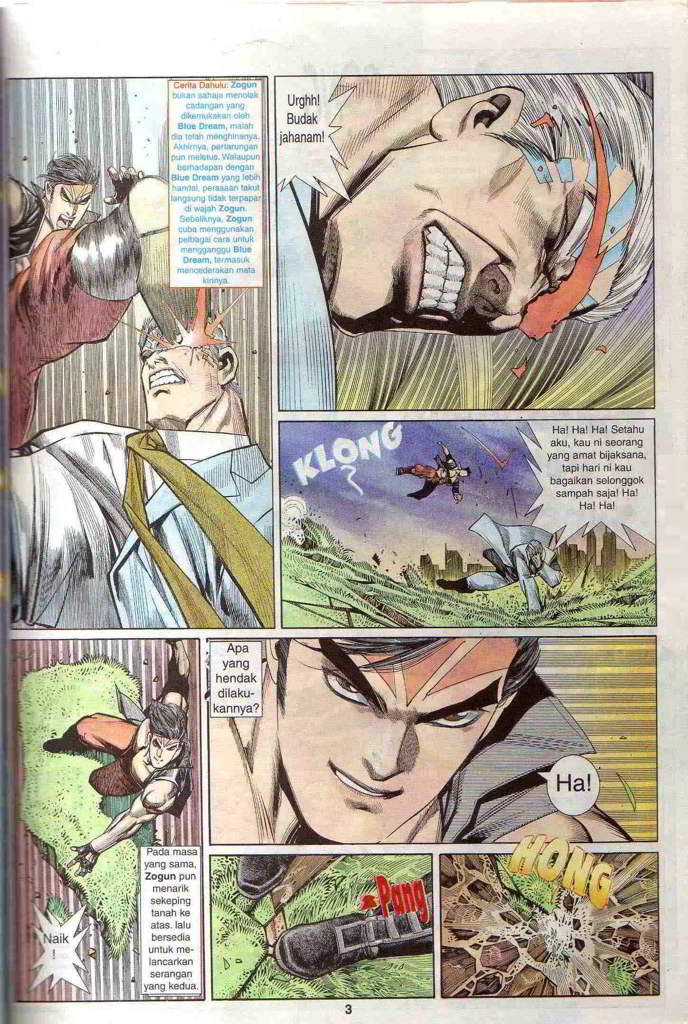 Cerita Dahulu: Zogun
bukan sahaja menolak
cadangan yang
dikemukakan oleh
Blue Dream, malah
dia telah menghinanya.
Akhirnya, pertarungan
pun meletus. Walaupun
berhadapan dengan
Blue Dream yang lebih
handal, perasaan takut
langsung tidak terpapar
di wajah Zogun.
Sebaliknya, Zogun
cuba menggunakan
pelbagai cara untuk
mengganggu Blue
Dream, termasuk
mencederakan mata
kirinya.
Urghh!
Budak
jahanam!
KLONG
Ha! Ha! Ha! Setahu
aku, kau ni seorang
yang amat bijaksana,
tapi hari ni kau
bagaikan selonggok
sampah saja! Ha!
Ha! Ha!
Naik
!
Pada masa
yang sama,
Zogun pun
menarik
sekeping
tanah ke
atas. lalu
bersedia
untuk me-
lancarkan
serangan
yang kedua.
Apa
yang
hendak
dilaku-
kannya?
Ha!
Pang
HONG
3